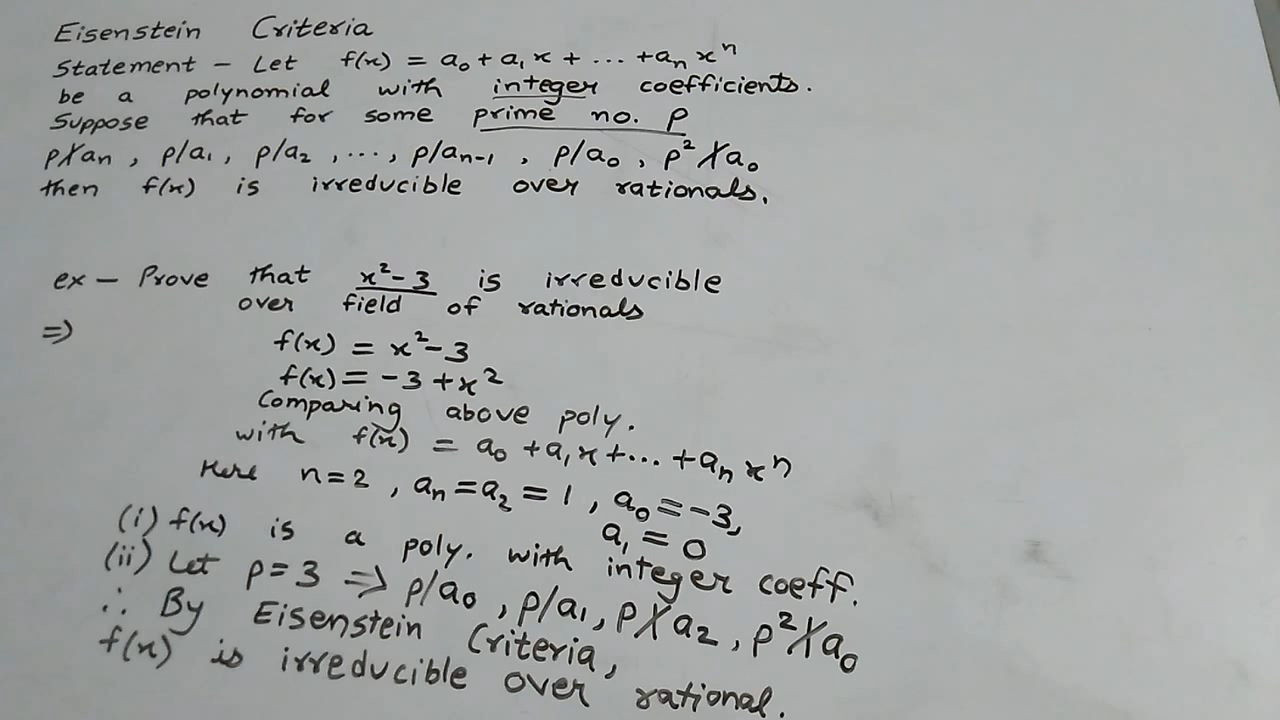 Eisenstein Criteria
Statement - Let f(x) = a₀ + a₁x + ... + aₙxⁿ
be a polynomial with integer coefficients.
Suppose that for some prime no. p
p∤aₙ , p/a₁ , p/a₂ , ..., p/aₙ₋₁ , p/a₀ , p²∤a₀
then f(x) is irreducible over rationals.
ex - Prove that x²-3 is irreducible
over field of rationals
⇒
f(x) = x²-3
f(x) = -3+x²
Comparing above poly.
with f(x) = a₀ + a₁x + ... + aₙxⁿ
Here n=2 , aₙ = a₂ = 1 , a₀ = -3,
a₁ = 0
(i) f(x) is a poly. with integer coeff.
(ii) Let p=3 ⇒ p/a₀ , p/a₁ , p∤a₂ , p²∤a₀
∴ By Eisenstein Criteria,
f(x) is irreducible over rational.